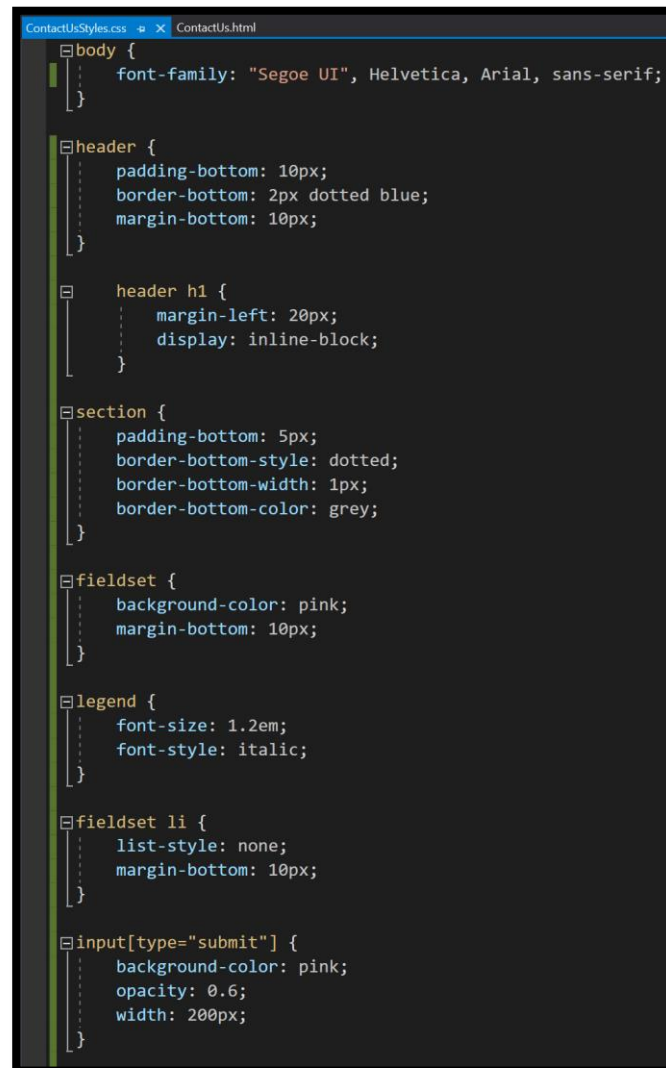 ContactUsStyles.css ContactUs.html
body {
font-family: "Segoe UI", Helvetica, Arial, sans-serif;
}
header {
padding-bottom: 10px;
border-bottom: 2px dotted blue;
margin-bottom: 10px;
}
header h1 {
margin-left: 20px;
display: inline-block;
}
section {
padding-bottom: 5px;
border-bottom-style: dotted;
border-bottom-width: 1px;
border-bottom-color: grey;
}
fieldset {
background-color: pink;
margin-bottom: 10px;
}
legend {
font-size: 1.2em;
font-style: italic;
}
fieldset li {
list-style: none;
margin-bottom: 10px;
}
input[type="submit"] {
background-color: pink;
opacity: 0.6;
width: 200px;
}